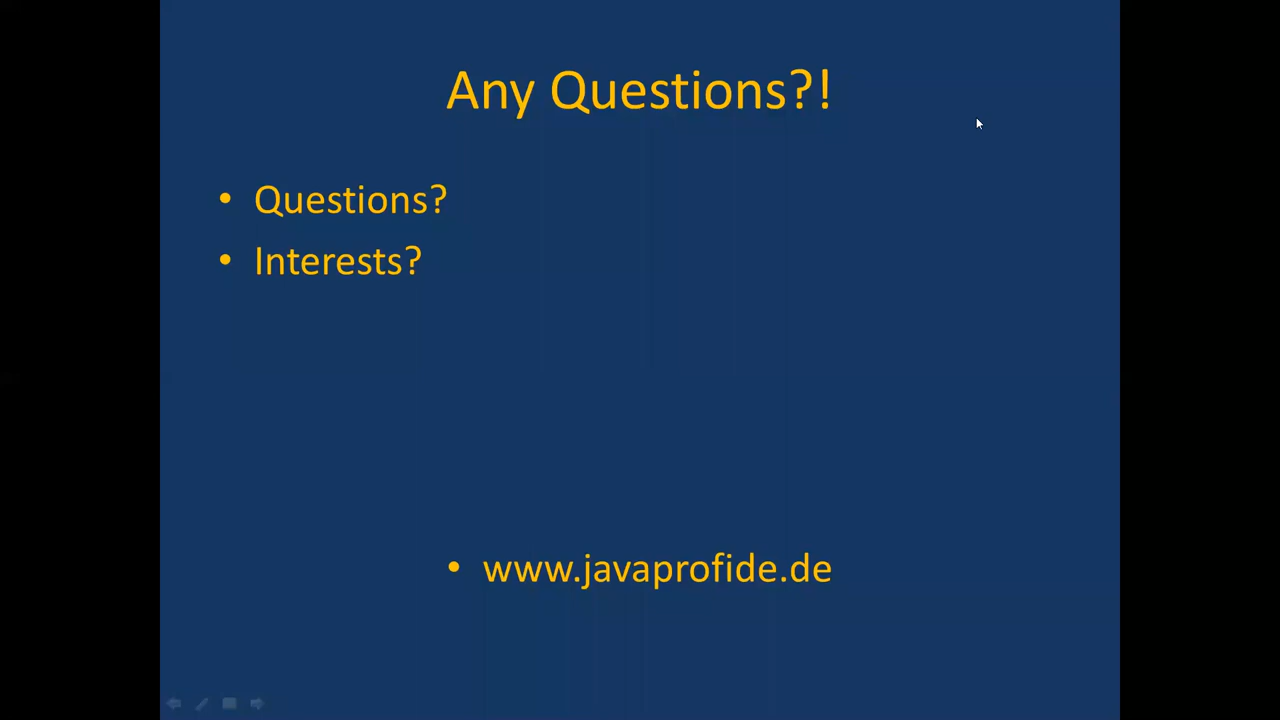 Any Questions?!
• Questions?
• Interests?
• www.javaprofide.de